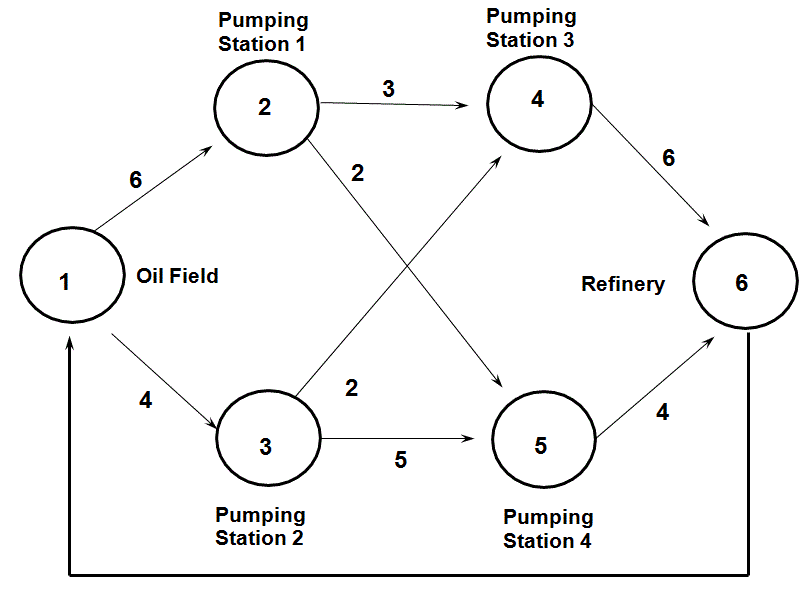 Pumping
Station 1
Pumping
Station 3
2
3
4
6
2
6
1
Oil Field
Refinery
6
4
2
4
3
5
5
Pumping
Station 2
Pumping
Station 4